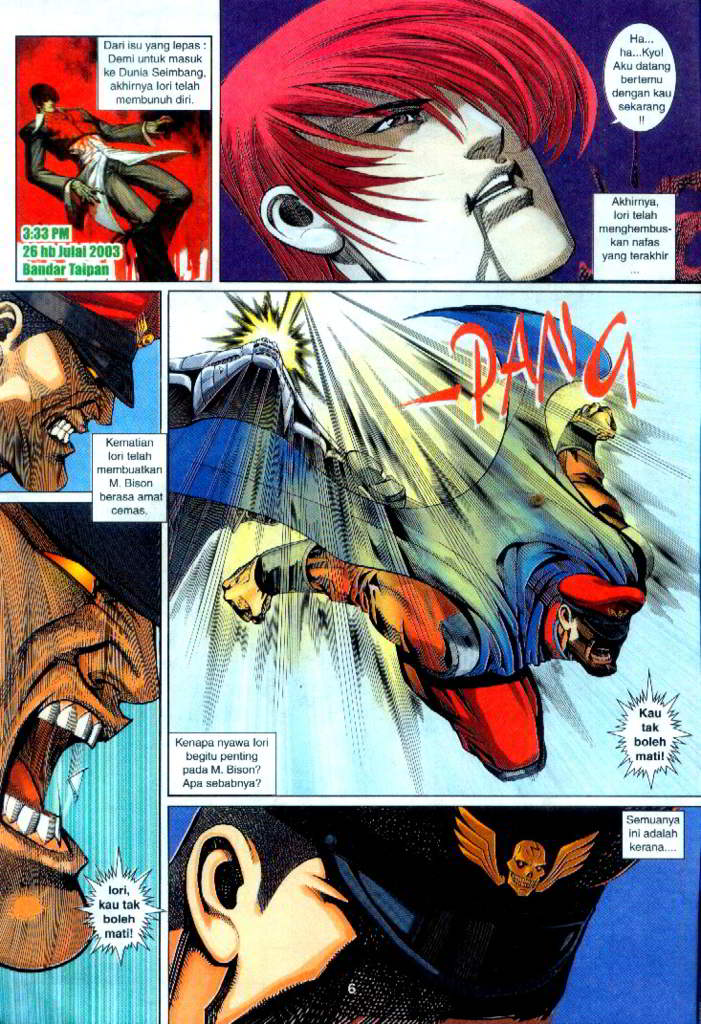 Dari isu yang lepas :
Demi untuk masuk
ke Dunia Seimbang,
akhirnya Iori telah
membunuh diri.
3:33 PM
26 hb Julai 2003
Bandar Taipan
Ha...
ha...Kyo!
Aku datang
bertemu
dengan kau
sekarang
!!
Akhirnya,
Iori telah
menghembus-
kan nafas
yang terakhir
...
Kematian
Iori telah
membuatkan
M. Bison
berasa amat
cemas.
PANG
Kau
tak
boleh
mati!
Kenapa nyawa Iori
begitu penting
pada M. Bison?
Apa sebabnya?
Iori,
kau tak
boleh
mati!
Semuanya
ini adalah
kerana....
6